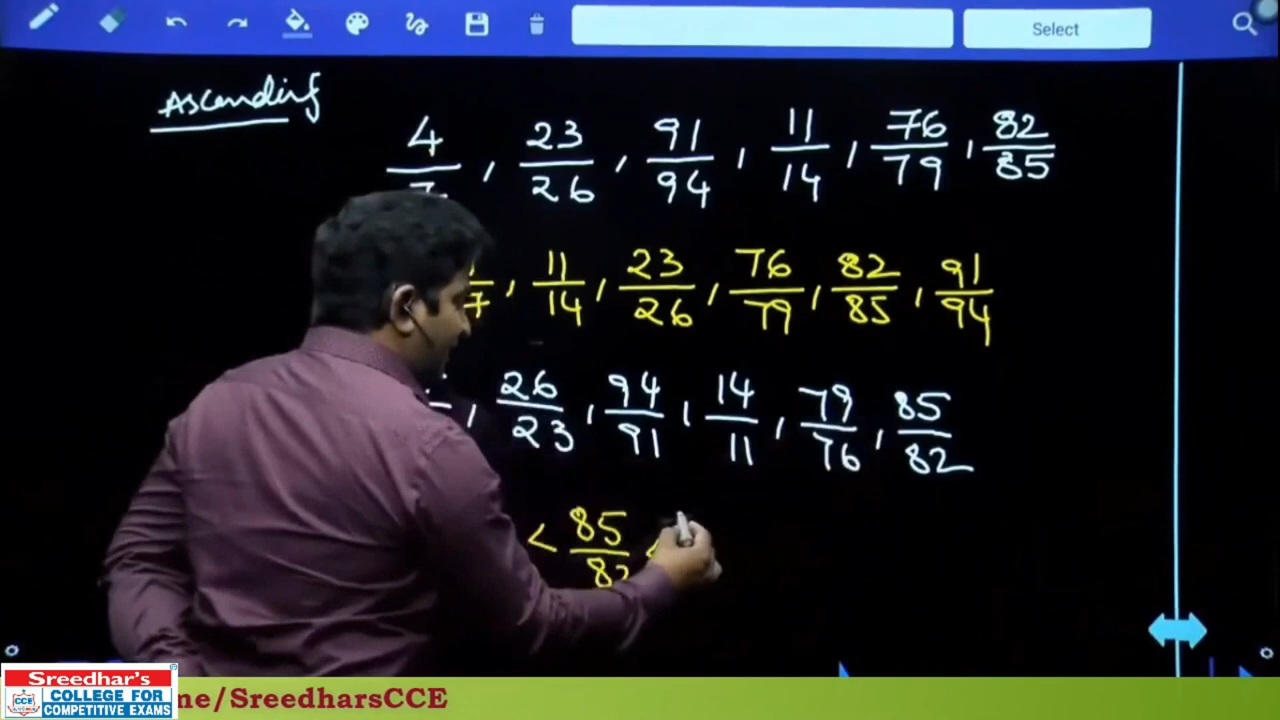 Select
Ascending
4/7, 23/26, 91/94, 11/14, 76/79, 82/85
/7, 11/14, 23/26, 76/79, 82/85, 91/94
, 26/23, 94/91, 14/11, 79/76, 85/82
< 85/82 <
Sreedhar's
CCE COLLEGE FOR
COMPETITIVE EXAMS
me/SreedharsCCE